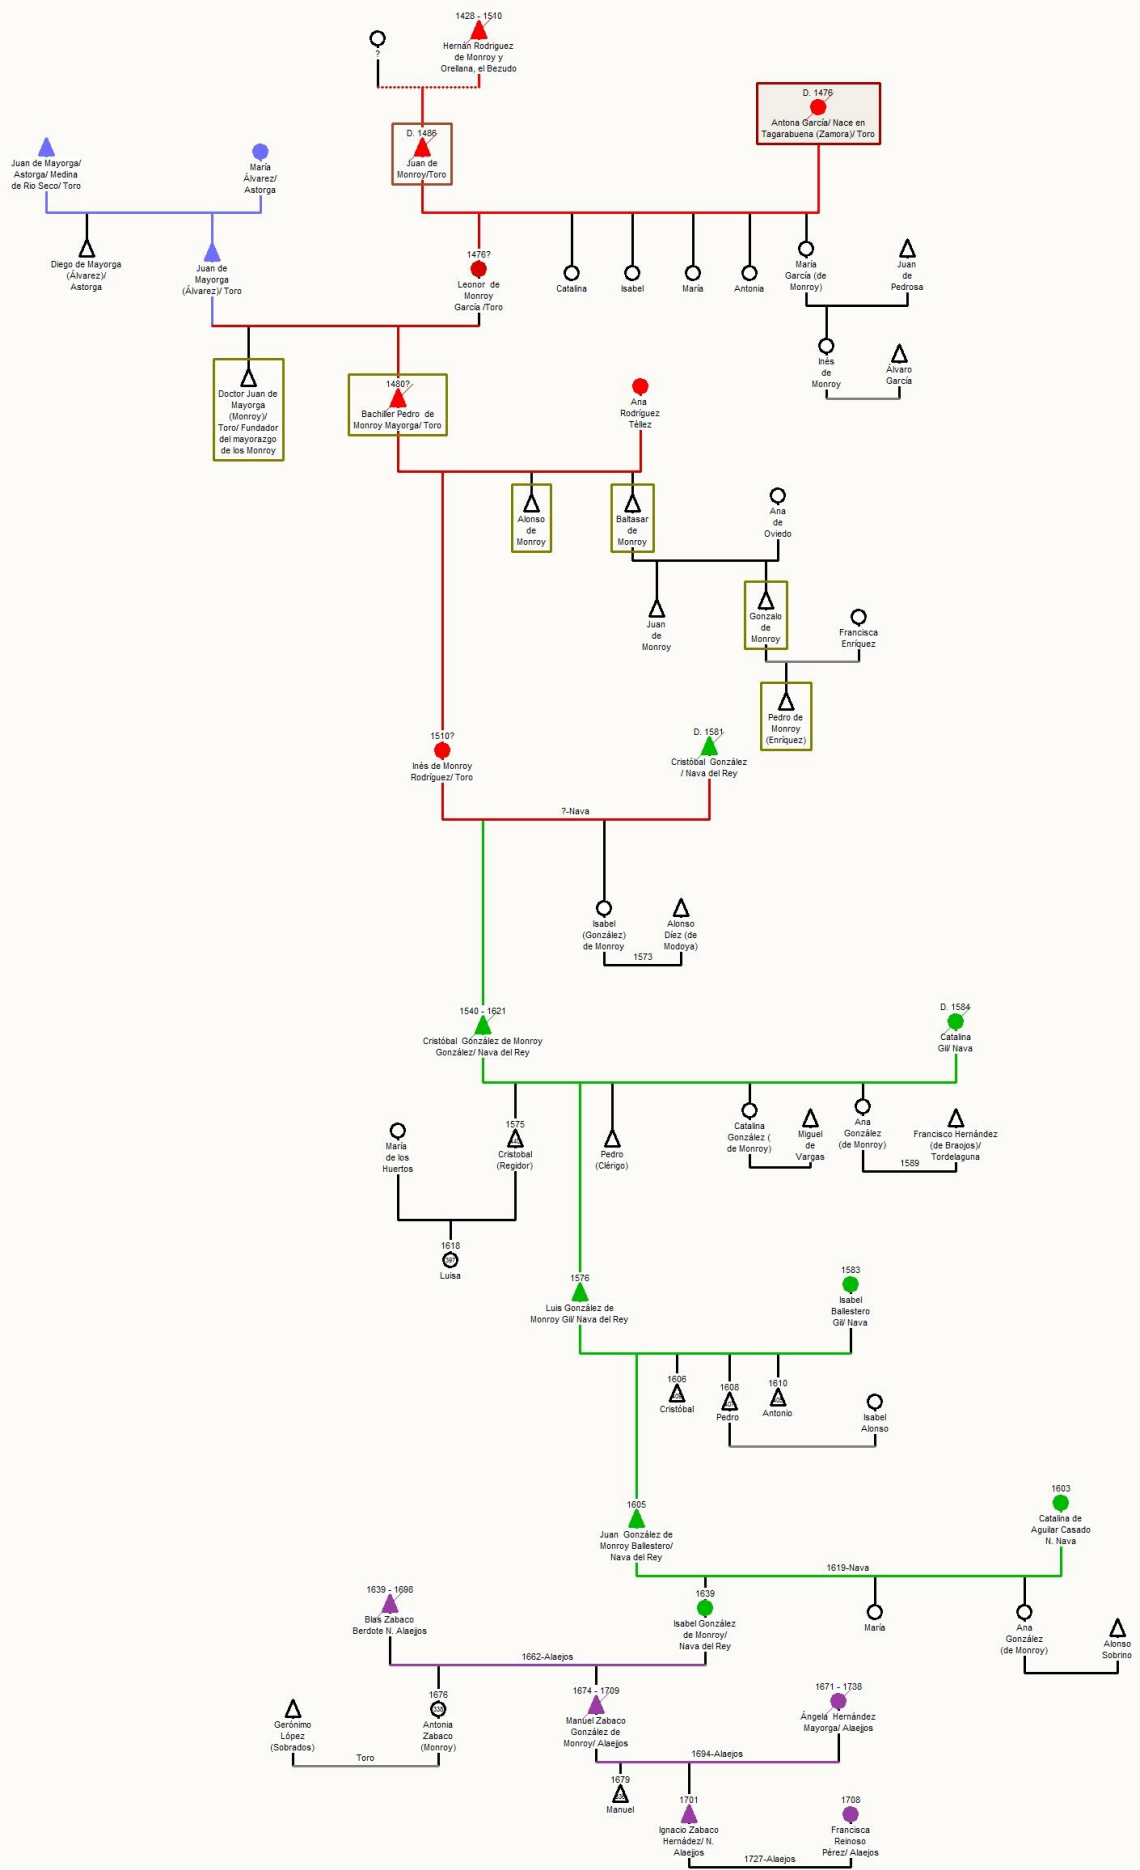 1428 - 1510
Hernán Rodriguez
de Monroy y
Orellana, el Bezudo
?
D. 1476
Antona García/ Nace en
Tagarabuena (Zamora)/ Toro
D. 1486
Juan de
Monroy/Toro
Juan de Mayorga/
Astorga/ Medina
de Rio Seco/ Toro
María
Álvarez/
Astorga
Diego de Mayorga
(Álvarez)/
Astorga
Juan de
Mayorga
(Álvarez)/ Toro
1476?
Leonor de
Monroy
García /Toro
Catalina
Isabel
María
Antonia
María
García (de
Monroy)
Juan
de
Pedrosa
Inés
de
Monroy
Álvaro
García
Doctor Juan de
Mayorga
(Monroy)/
Toro/ Fundador
del mayorazgo
de los Monroy
1480?
Bachiller Pedro de
Monroy Mayorga/ Toro
Ana
Rodríguez
Téllez
Alonso
de
Monroy
Baltasar
de
Monroy
Ana
de
Oviedo
Juan
de
Monroy
Gonzalo
de
Monroy
Francisca
Enríquez
Pedro de
Monroy
(Enríquez)
1510?
Inés de Monroy
Rodríguez/ Toro
D. 1581
Cristóbal González
/ Nava del Rey
?-Nava
Isabel
(González)
de Monroy
Alonso
Díez (de
Modoya)
1573
1540 - 1621
Cristóbal González de Monroy
González/ Nava del Rey
D. 1584
Catalina
Gil/ Nava
María
de los
Huertos
1575
Cristobal
(Regidor)
Pedro
(Clérigo)
Catalina
González (
de Monroy)
Miguel
de
Vargas
Ana
González
(de Monroy)
Francisco Hernández
(de Braojos)/
Tordelaguna
1589
1618
Luisa
1576
Luis González de
Monroy Gil/ Nava del Rey
1583
Isabel
Ballestero
Gil/ Nava
1606
Cristóbal
1608
Pedro
1610
Antonio
Isabel
Alonso
1605
Juan González de
Monroy Ballestero/
Nava del Rey
1603
Catalina de
Aguilar Casado
N. Nava
1619-Nava
1639 - 1698
Blas Zabaco
Berdote N. Alaejjos
1639
Isabel González
de Monroy/
Nava del Rey
María
Ana
González
(de Monroy)
Alonso
Sobrino
1662-Alaejos
Gerónimo
López
(Sobrados)
1676
Antonia
Zabaco
(Monroy)
Toro
1674 - 1709
Manuel Zabaco
González de
Monroy/ Alaejjos
1671 - 1738
Ángela Hernández
Mayorga/ Alaejjos
1694-Alaejos
1679
Manuel
1701
Ignacio Zabaco
Hernádez/ N.
Alaejjos
1708
Francisca
Reinoso
Pérez/ Alaejos
1727-Alaejos